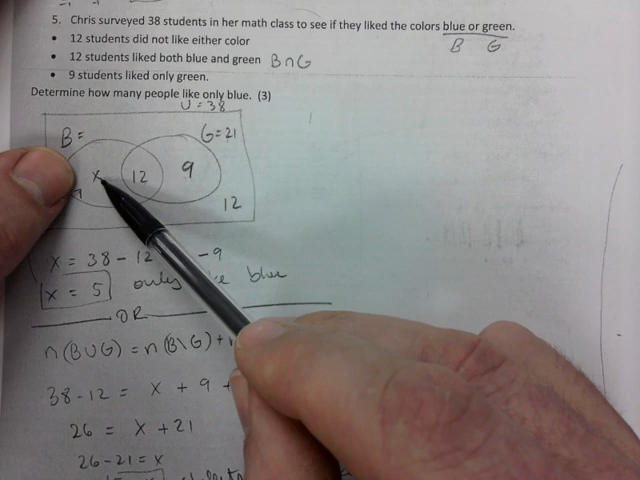 5. Chris surveyed 38 students in her math class to see if they liked the colors blue or green.
B G
• 12 students did not like either color
• 12 students liked both blue and green B∩G
• 9 students liked only green.
Determine how many people like only blue. (3)
U = 38
B = G = 21
x 12 9
12
x = 38 - 12 - 9
x = 5 only blue
OR
n(B∪G) = n(B\G) +
38 - 12 = x + 9 +
26 = x + 21
26 - 21 = x